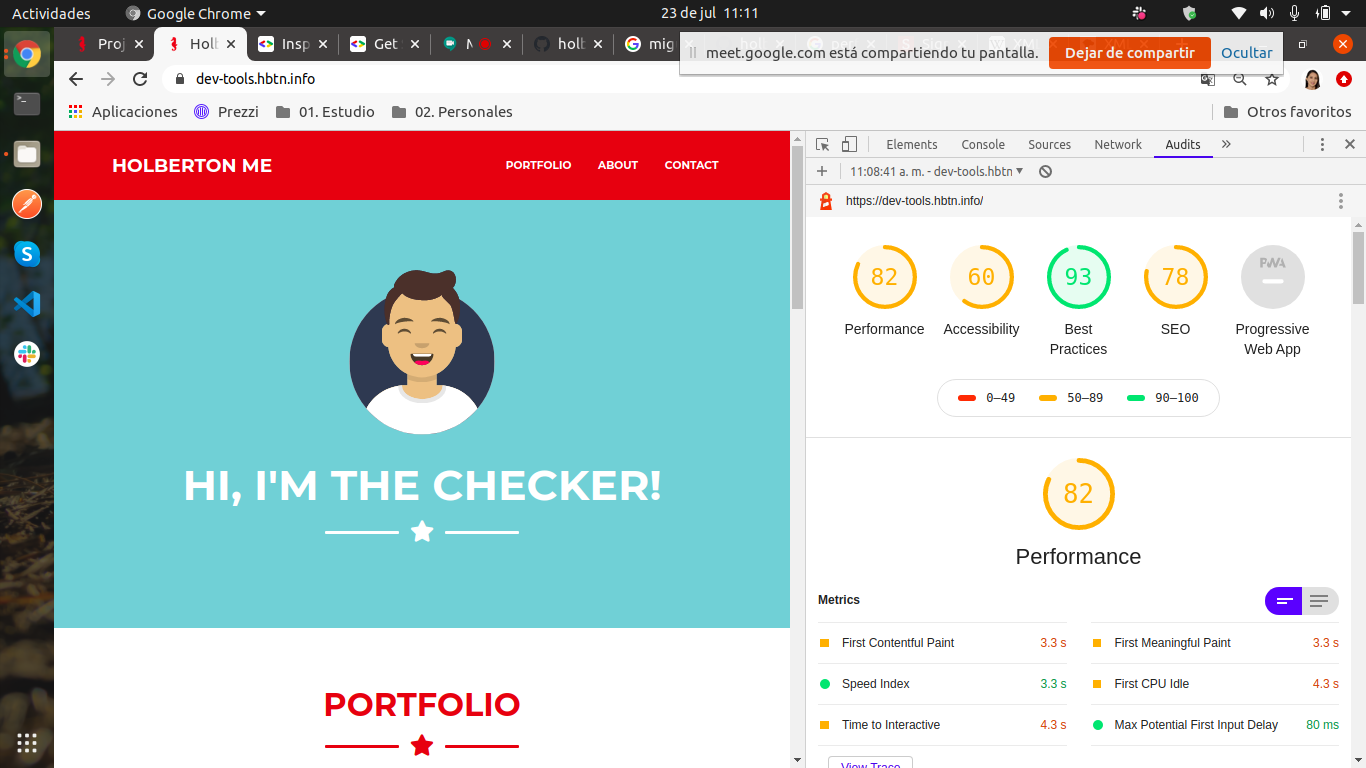 Actividades
Google Chrome
23 de jul 11:11
Proj
Holb
Insp
Get
M
holb
mig
meet.google.com está compartiendo tu pantalla.
Dejar de compartir
Ocultar
dev-tools.hbtn.info
Aplicaciones
Prezzi
01. Estudio
02. Personales
Otros favoritos
HOLBERTON ME
PORTFOLIO
ABOUT
CONTACT
HI, I'M THE CHECKER!
PORTFOLIO
Elements
Console
Sources
Network
Audits
11:08:41 a. m. - dev-tools.hbtn
https://dev-tools.hbtn.info/
82
60
93
78
PWA
Performance
Accessibility
Best
Practices
SEO
Progressive
Web App
0–49
50–89
90–100
82
Performance
Metrics
First Contentful Paint 3.3 s
First Meaningful Paint 3.3 s
Speed Index 3.3 s
First CPU Idle 4.3 s
Time to Interactive 4.3 s
Max Potential First Input Delay 80 ms
View Trace